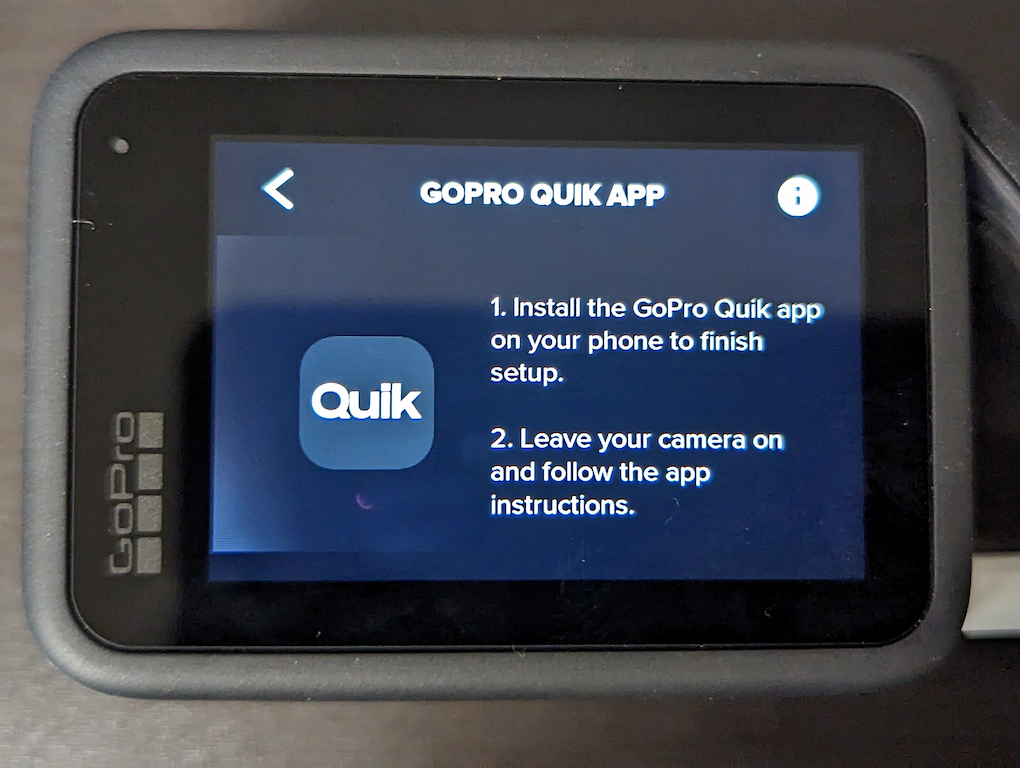 GOPRO QUIK APP
1. Install the GoPro Quik app
on your phone to finish
setup.
Quik
2. Leave your camera on
and follow the app
instructions.
GoPro